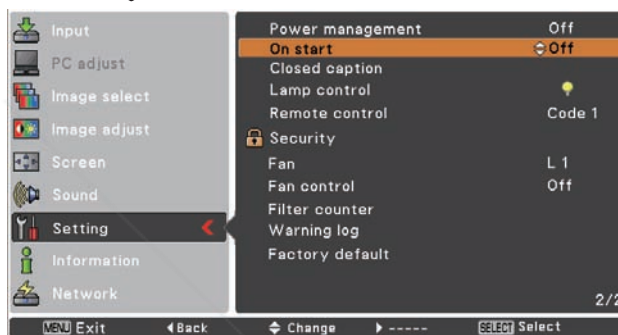 Input
PC adjust
Image select
Image adjust
Screen
Sound
Setting
Information
Network
Power management Off
On start Off
Closed caption
Lamp control
Remote control Code 1
Security
Fan L 1
Fan control Off
Filter counter
Warning log
Factory default
2/2
MENU Exit Back Change ----- SELECT Select